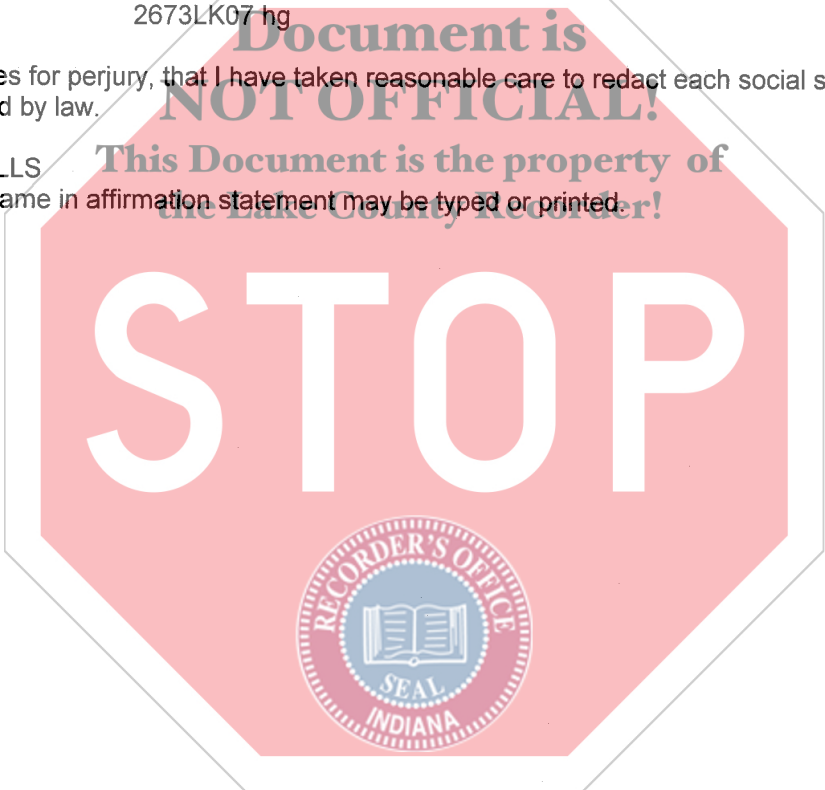 2673LK07 hg
Document is
es for perjury, that I have taken reasonable care to redact each social s
NOT OFFICIAL!
d by law.
This Document is the property of
LLS
the Lake County Recorder!
ame in affirmation statement may be typed or printed.
STOP
RECORDER'S OFFICE
SEAL
INDIANA